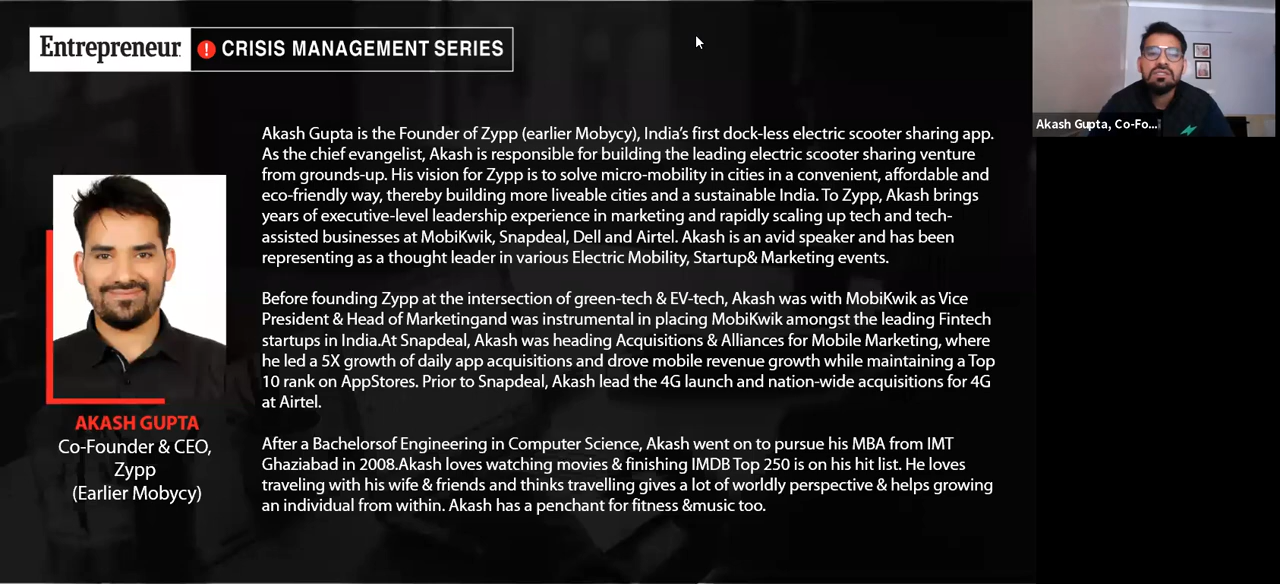 Entrepreneur
! CRISIS MANAGEMENT SERIES
Akash Gupta, Co-Fo...
Akash Gupta is the Founder of Zypp (earlier Mobycy), India's first dock-less electric scooter sharing app.
As the chief evangelist, Akash is responsible for building the leading electric scooter sharing venture
from grounds-up. His vision for Zypp is to solve micro-mobility in cities in a convenient, affordable and
eco-friendly way, thereby building more liveable cities and a sustainable India. To Zypp, Akash brings
years of executive-level leadership experience in marketing and rapidly scaling up tech and tech-
assisted businesses at MobiKwik, Snapdeal, Dell and Airtel. Akash is an avid speaker and has been
representing as a thought leader in various Electric Mobility, Startup& Marketing events.
Before founding Zypp at the intersection of green-tech & EV-tech, Akash was with MobiKwik as Vice
President & Head of Marketingand was instrumental in placing MobiKwik amongst the leading Fintech
startups in India.At Snapdeal, Akash was heading Acquisitions & Alliances for Mobile Marketing, where
he led a 5X growth of daily app acquisitions and drove mobile revenue growth while maintaining a Top
10 rank on AppStores. Prior to Snapdeal, Akash lead the 4G launch and nation-wide acquisitions for 4G
at Airtel.
After a Bachelorsof Engineering in Computer Science, Akash went on to pursue his MBA from IMT
Ghaziabad in 2008.Akash loves watching movies & finishing IMDB Top 250 is on his hit list. He loves
traveling with his wife & friends and thinks travelling gives a lot of worldly perspective & helps growing
an individual from within. Akash has a penchant for fitness &music too.
AKASH GUPTA
Co-Founder & CEO,
Zypp
(Earlier Mobycy)